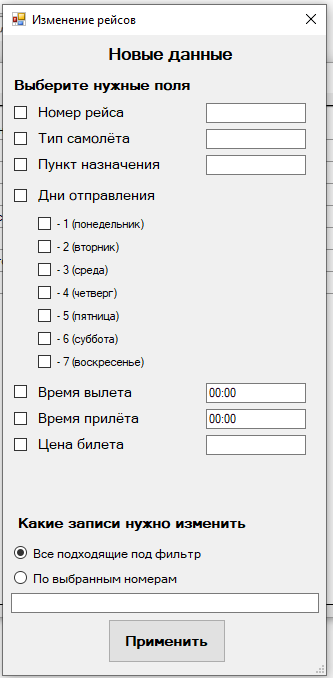 Изменение рейсов
Новые данные
Выберите нужные поля
Номер рейса
Тип самолёта
Пункт назначения
Дни отправления
- 1 (понедельник)
- 2 (вторник)
- 3 (среда)
- 4 (четверг)
- 5 (пятница)
- 6 (суббота)
- 7 (воскресенье)
Время вылета 00:00
Время прилёта 00:00
Цена билета
Какие записи нужно изменить
Все подходящие под фильтр
По выбранным номерам
Применить